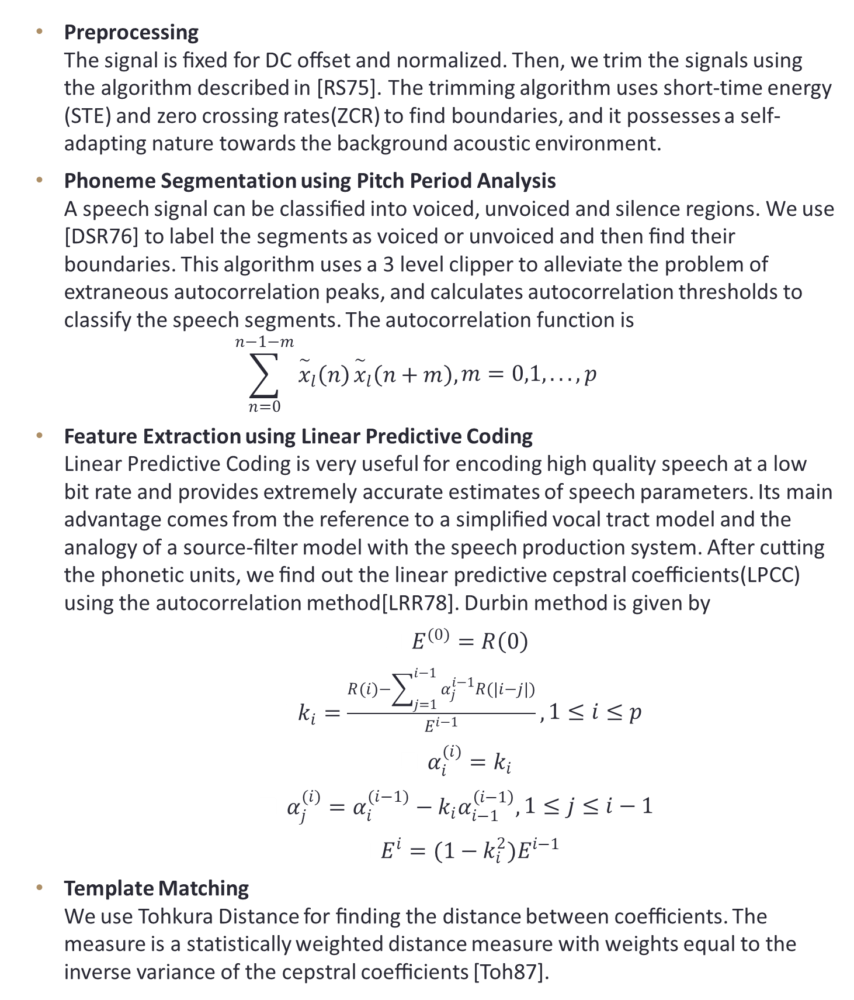 • Preprocessing
The signal is fixed for DC offset and normalized. Then, we trim the signals using
the algorithm described in [RS75]. The trimming algorithm uses short-time energy
(STE) and zero crossing rates(ZCR) to find boundaries, and it possesses a self-
adapting nature towards the background acoustic environment.
• Phoneme Segmentation using Pitch Period Analysis
A speech signal can be classified into voiced, unvoiced and silence regions. We use
[DSR76] to label the segments as voiced or unvoiced and then find their
boundaries. This algorithm uses a 3 level clipper to alleviate the problem of
extraneous autocorrelation peaks, and calculates autocorrelation thresholds to
classify the speech segments. The autocorrelation function is
\sum_{n=0}^{n-1-m} \tilde{x}_l(n) \tilde{x}_l(n + m), m = 0,1, ..., p
• Feature Extraction using Linear Predictive Coding
Linear Predictive Coding is very useful for encoding high quality speech at a low
bit rate and provides extremely accurate estimates of speech parameters. Its main
advantage comes from the reference to a simplified vocal tract model and the
analogy of a source-filter model with the speech production system. After cutting
the phonetic units, we find out the linear predictive cepstral coefficients(LPCC)
using the autocorrelation method[LRR78]. Durbin method is given by
E^{(0)} = R(0)
k_i = \frac{R(i)-\sum_{j=1}^{i-1} α_j^{i-1} R(|i-j|)}{E^{i-1}}, 1 ≤ i ≤ p
α_i^{(i)} = k_i
α_j^{(i)} = α_i^{(i-1)} − k_i α_{i-1}^{(i-1)}, 1 ≤ j ≤ i − 1
E^i = (1 − k_i^2)E^{i-1}
• Template Matching
We use Tohkura Distance for finding the distance between coefficients. The
measure is a statistically weighted distance measure with weights equal to the
inverse variance of the cepstral coefficients [Toh87].